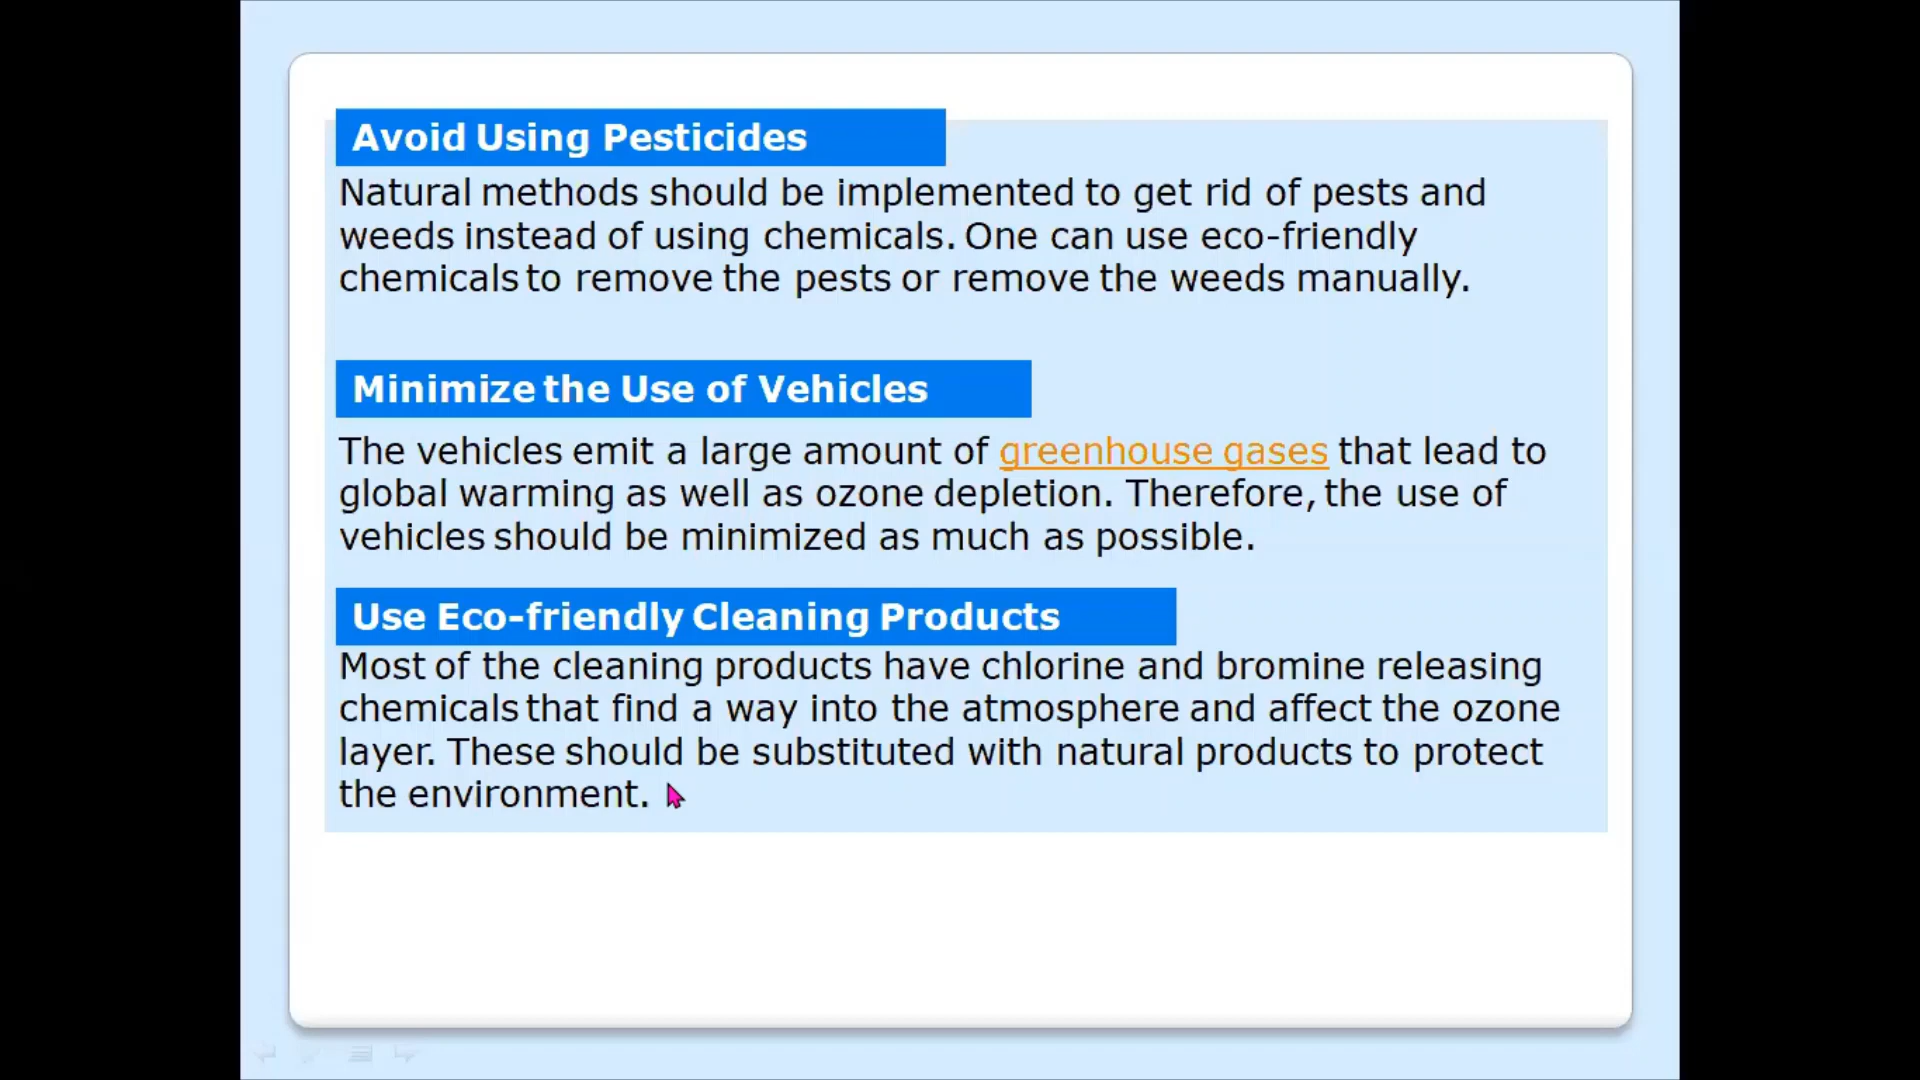 Avoid Using Pesticides
Natural methods should be implemented to get rid of pests and
weeds instead of using chemicals. One can use eco-friendly
chemicals to remove the pests or remove the weeds manually.
Minimize the Use of Vehicles
The vehicles emit a large amount of greenhouse gases that lead to
global warming as well as ozone depletion. Therefore, the use of
vehicles should be minimized as much as possible.
Use Eco-friendly Cleaning Products
Most of the cleaning products have chlorine and bromine releasing
chemicals that find a way into the atmosphere and affect the ozone
layer. These should be substituted with natural products to protect
the environment.